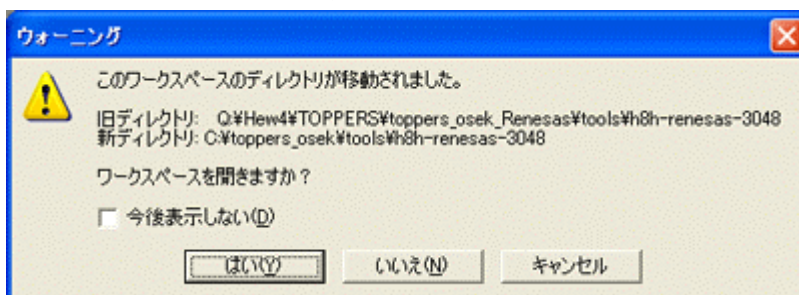 ウォーニング
このワークスペースのディレクトリが移動されました。
旧ディレクトリ: Q:¥Hew4¥TOPPERS¥toppers_osek_Renesas¥tools¥h8h-renesas-3048
新ディレクトリ: C:¥toppers_osek¥tools¥h8h-renesas-3048
ワークスペースを開きますか？
今後表示しない(D)
はい(Y) いいえ(N) キャンセル